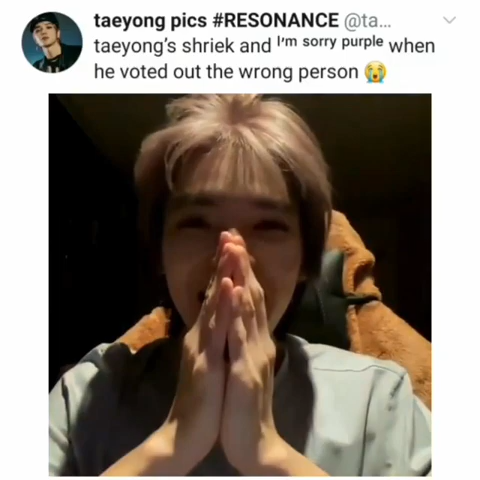 taeyong pics #RESONANCE @ta...
taeyong's shriek and I'm sorry purple when
he voted out the wrong person 😭